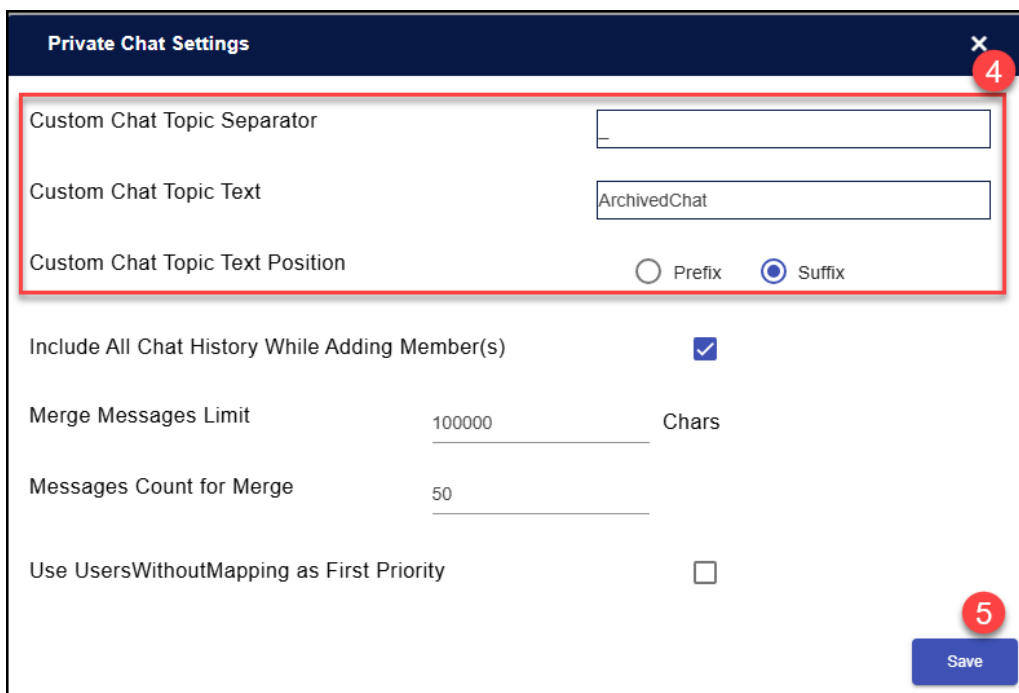 Private Chat Settings ×
4
Custom Chat Topic Separator _
Custom Chat Topic Text ArchivedChat
Custom Chat Topic Text Position Prefix Suffix
Include All Chat History While Adding Member(s)
Merge Messages Limit 100000 Chars
Messages Count for Merge 50
Use UsersWithoutMapping as First Priority
5
Save